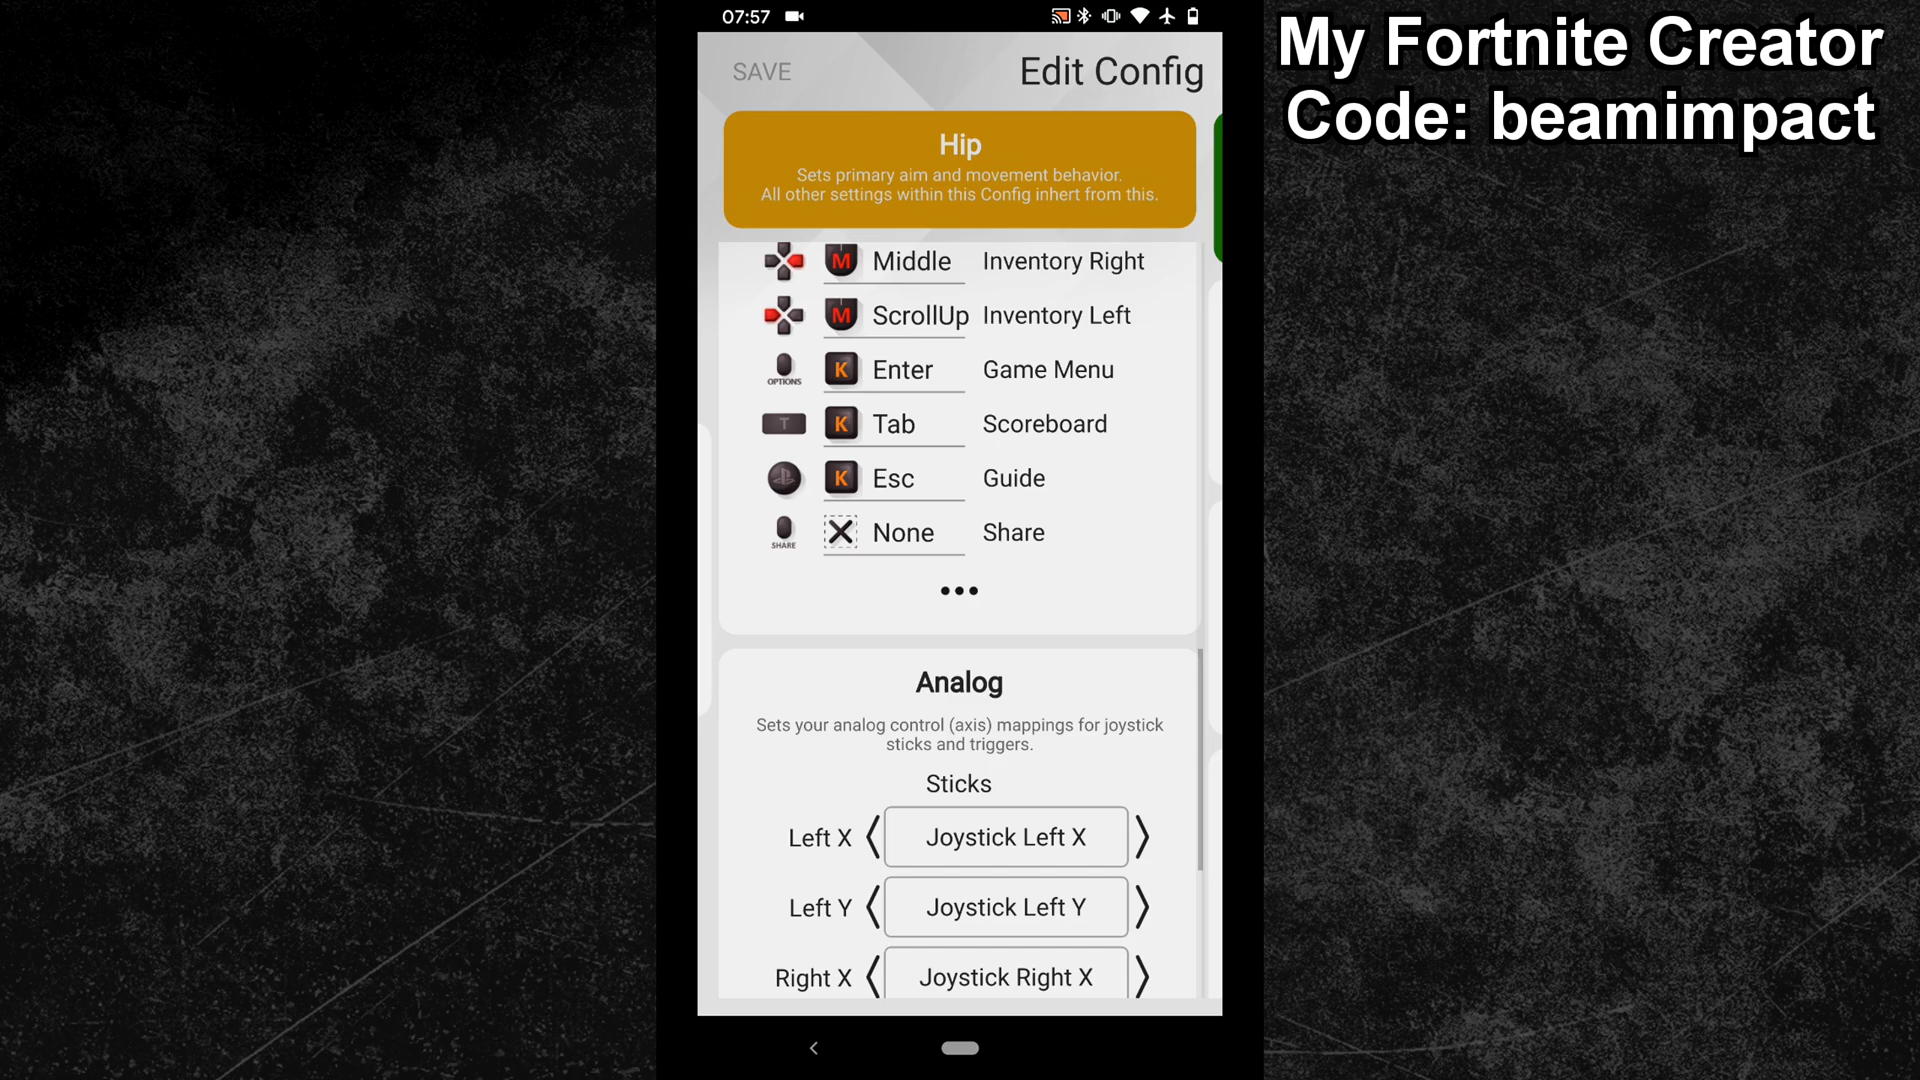 07:57
My Fortnite Creator
Code: beamimpact
SAVE
Edit Config
Hip
Sets primary aim and movement behavior.
All other settings within this Config inhert from this.
M Middle Inventory Right
M ScrollUp Inventory Left
OPTIONS K Enter Game Menu
T K Tab Scoreboard
K Esc Guide
SHARE None Share
Analog
Sets your analog control (axis) mappings for joystick
sticks and triggers.
Sticks
Left X Joystick Left X
Left Y Joystick Left Y
Right X Joystick Right X